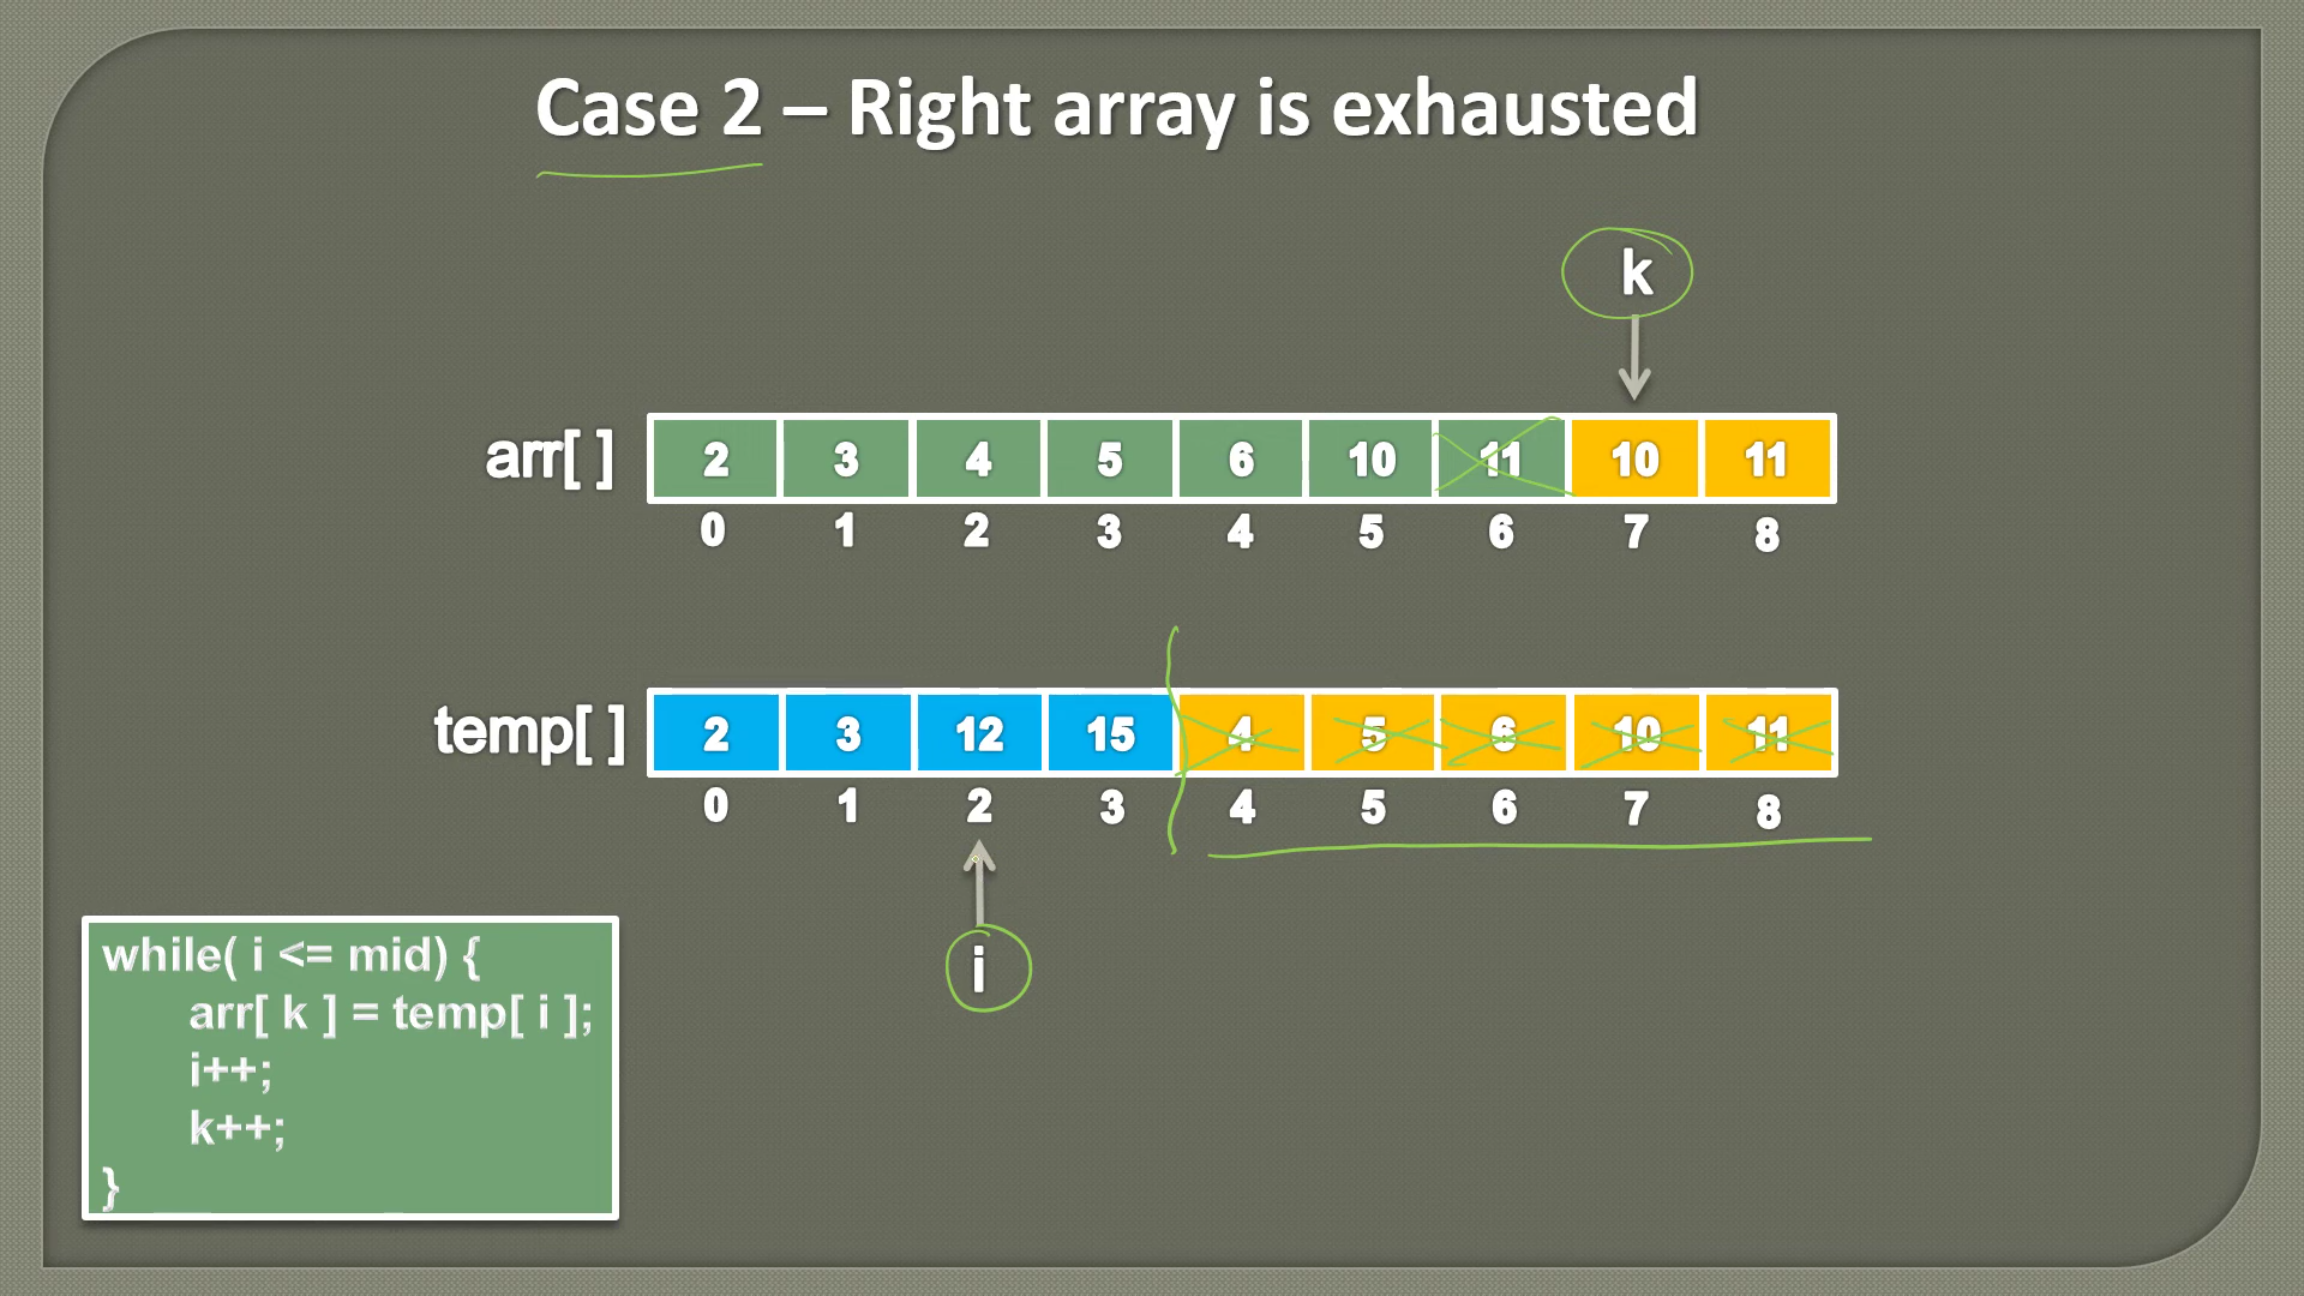 Case 2 – Right array is exhausted
k
arr[ ] 2 3 4 5 6 10 11 10 11
0 1 2 3 4 5 6 7 8
temp[ ] 2 3 12 15 4 5 6 10 11
0 1 2 3 4 5 6 7 8
i
while( i <= mid) {
arr[ k ] = temp[ i ];
i++;
k++;
}